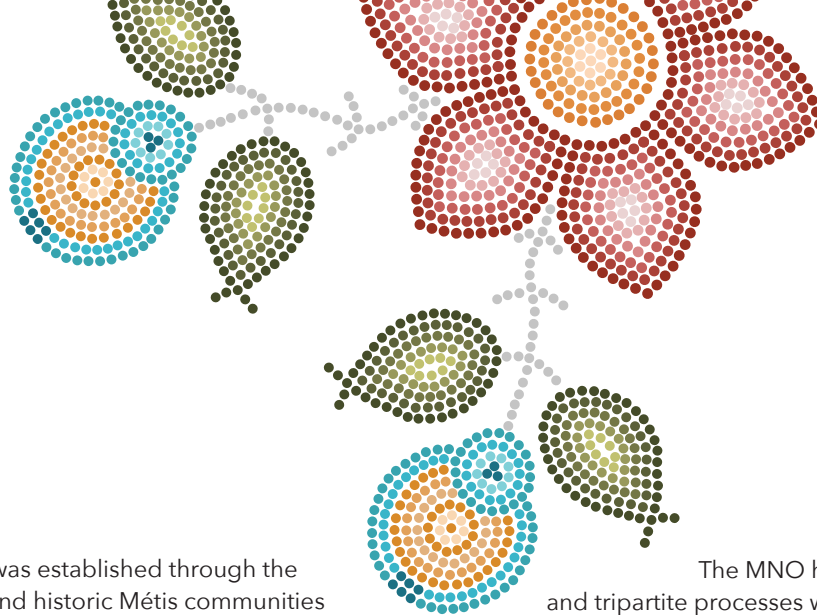 was established through the
nd historic Métis communities
The MNO h
and tripartite processes w